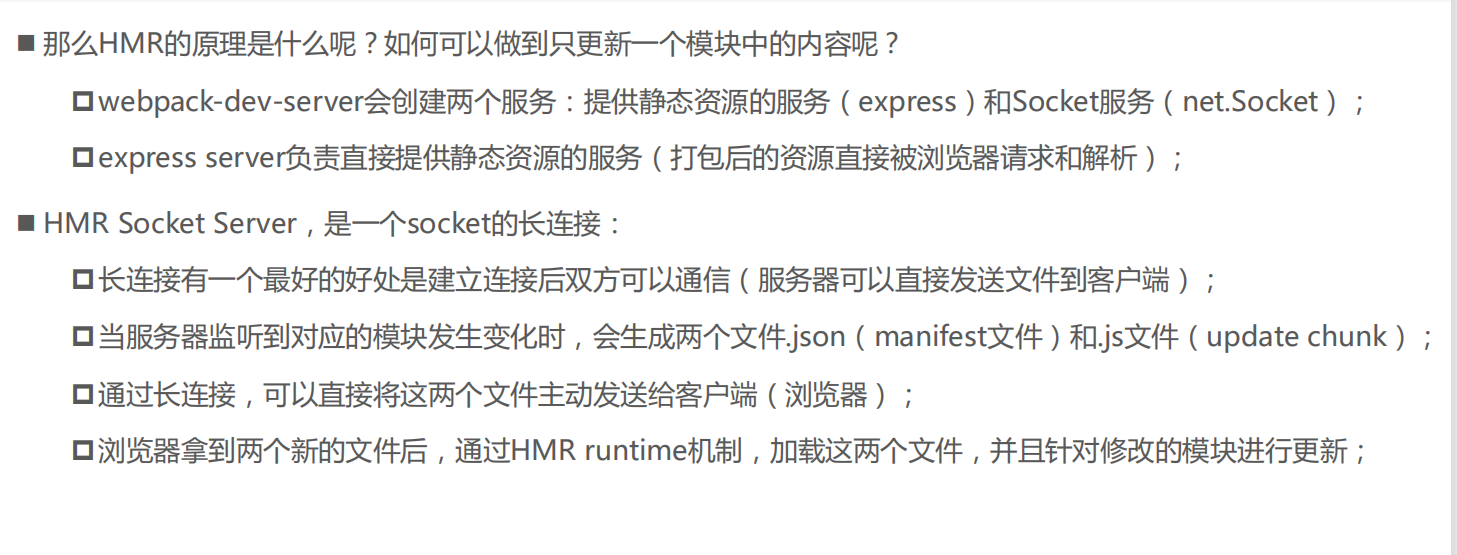 ■ 那么HMR的原理是什么呢？如何可以做到只更新一个模块中的内容呢？
webpack-dev-server会创建两个服务：提供静态资源的服务（express）和Socket服务（net.Socket）；
express server负责直接提供静态资源的服务（打包后的资源直接被浏览器请求和解析）；
■ HMR Socket Server，是一个socket的长连接：
长连接有一个最好的好处是建立连接后双方可以通信（服务器可以直接发送文件到客户端）；
当服务器监听到对应的模块发生变化时，会生成两个文件.json（manifest文件）和.js文件（update chunk）；
通过长连接，可以直接将这两个文件主动发送给客户端（浏览器）；
浏览器拿到两个新的文件后，通过HMR runtime机制，加载这两个文件，并且针对修改的模块进行更新；